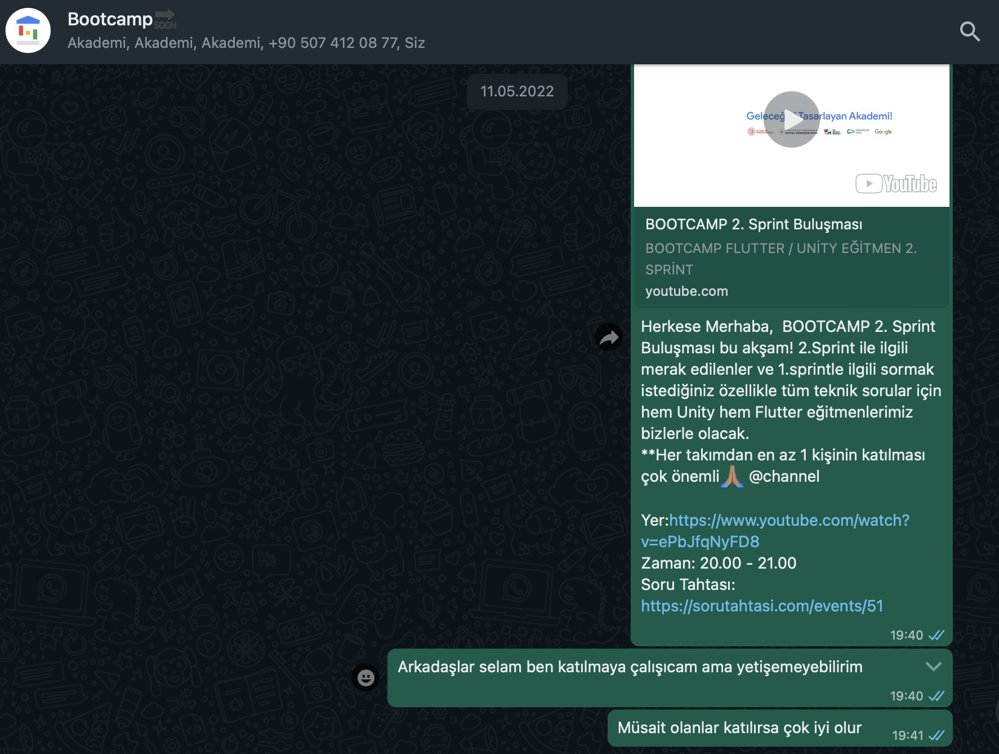 Bootcamp SOON
Akademi, Akademi, Akademi, +90 507 412 08 77, Siz
11.05.2022
Tasarlayan Akademi!
Google
YouTube
BOOTCAMP 2. Sprint Buluşması
BOOTCAMP FLUTTER / UNİTY EĞİTMEN 2.
SPRİNT
youtube.com
Herkese Merhaba,  BOOTCAMP 2. Sprint
Buluşması bu akşam! 2.Sprint ile ilgili
merak edilenler ve 1.sprintle ilgili sormak
istediğiniz özellikle tüm teknik sorular için
hem Unity hem Flutter eğitmenlerimiz
bizlerle olacak.
**Her takımdan en az 1 kişinin katılması
çok önemli🙏🏽 @channel
Yer:https://www.youtube.com/watch?
v=ePbJfqNyFD8
Zaman: 20.00 - 21.00
Soru Tahtası:
https://sorutahtasi.com/events/51
19:40
Arkadaşlar selam ben katılmaya çalışıcam ama yetişemeyebilirim
19:40
Müsait olanlar katılırsa çok iyi olur
19:41